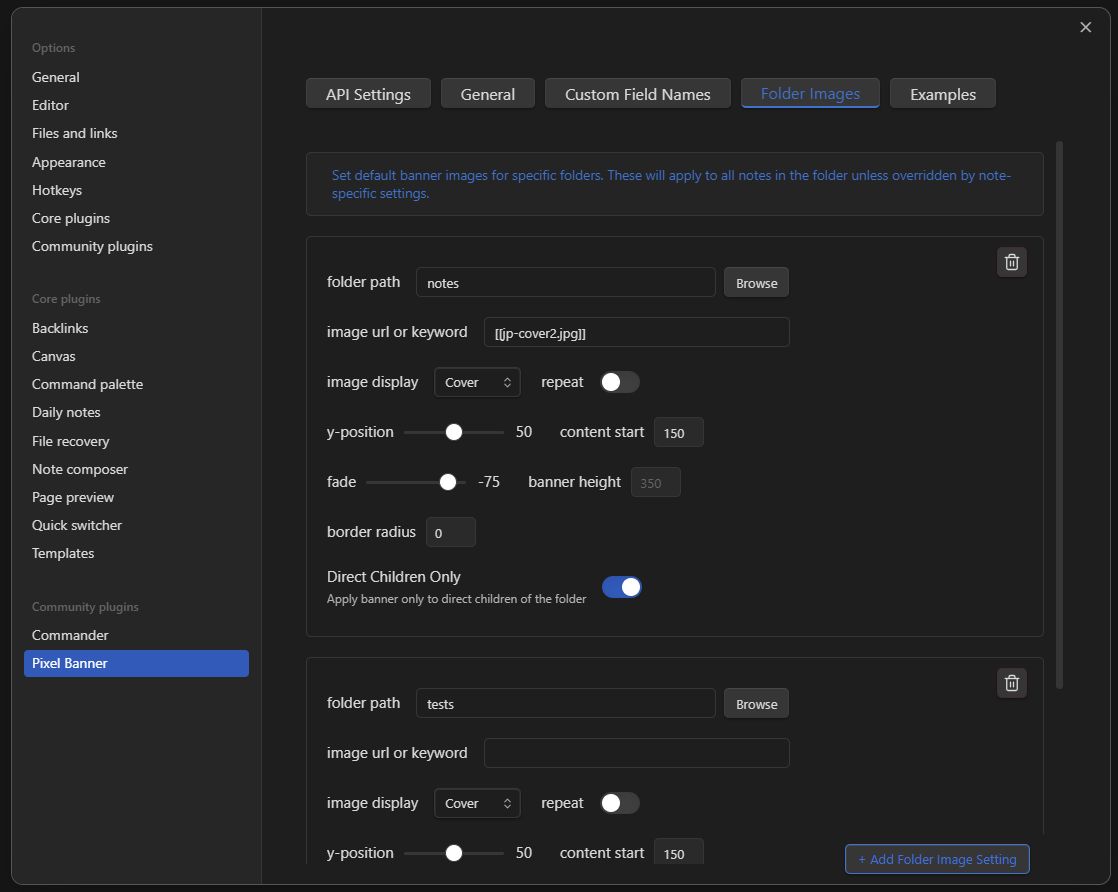 Options
General
Editor
Files and links
Appearance
Hotkeys
Core plugins
Community plugins
Core plugins
Backlinks
Canvas
Command palette
Daily notes
File recovery
Note composer
Page preview
Quick switcher
Templates
Community plugins
Commander
Pixel Banner
API Settings General Custom Field Names Folder Images Examples
Set default banner images for specific folders. These will apply to all notes in the folder unless overridden by note-
specific settings.
folder path notes Browse
image url or keyword [[jp-cover2.jpg]]
image display Cover repeat
y-position 50 content start 150
fade -75 banner height 350
border radius 0
Direct Children Only
Apply banner only to direct children of the folder
folder path tests Browse
image url or keyword
image display Cover repeat
y-position 50 content start 150
+ Add Folder Image Setting